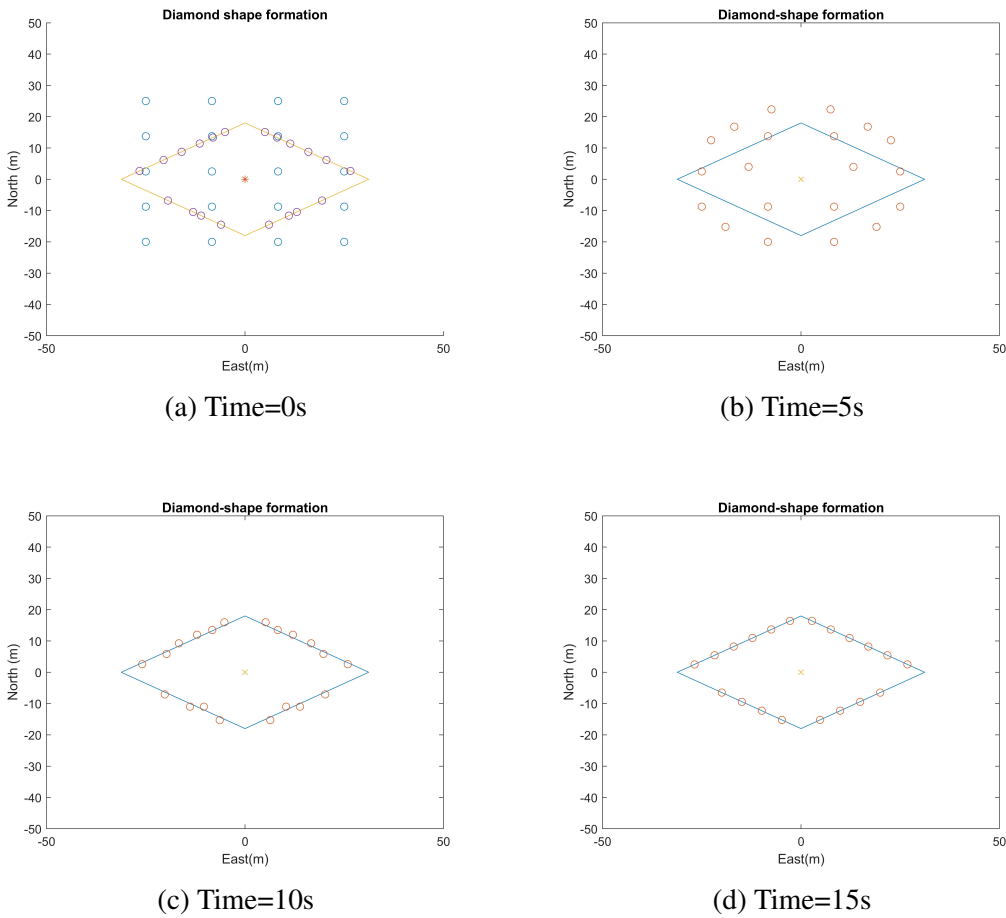 Diamond shape formation
50
40
30
20
10
0
-10
-20
-30
-40
-50
North (m)
-50 0 50
East(m)
(a) Time=0s
Diamond-shape formation
50
40
30
20
10
0
-10
-20
-30
-40
-50
North (m)
-50 0 50
East(m)
(b) Time=5s
Diamond-shape formation
50
40
30
20
10
0
-10
-20
-30
-40
-50
North (m)
-50 0 50
East(m)
(c) Time=10s
Diamond-shape formation
50
40
30
20
10
0
-10
-20
-30
-40
-50
North (m)
-50 0 50
East(m)
(d) Time=15s